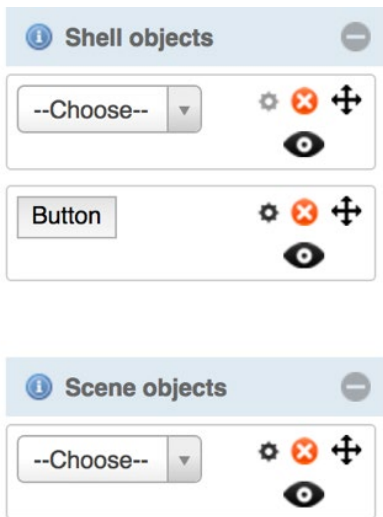 Shell objects
--Choose--
Button
Scene objects
--Choose--